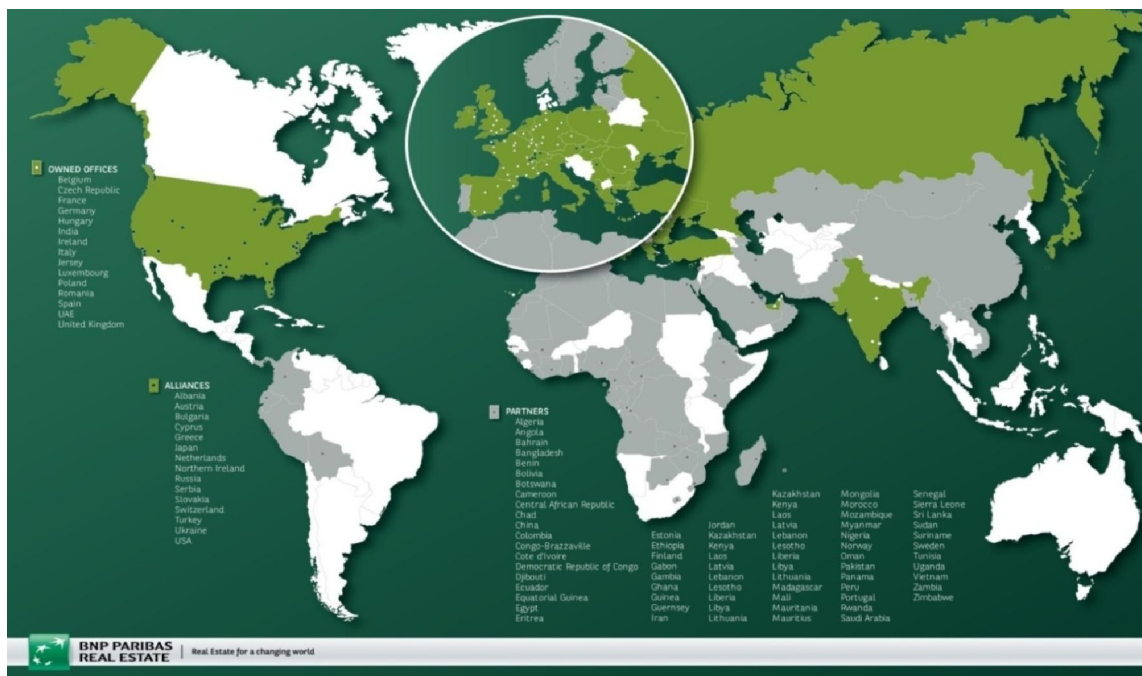 OWNED OFFICES
Belgium
Czech Republic
France
Germany
Hungary
India
Ireland
Italy
Jersey
Luxembourg
Poland
Romania
Spain
UAE
United Kingdom
ALLIANCES
Albania
Austria
Bulgaria
Cyprus
Greece
Japan
Netherlands
Northern Ireland
Russia
Serbia
Slovakia
Switzerland
Turkey
Ukraine
USA
PARTNERS
Algeria
Angola
Bahrain
Bangladesh
Benin
Bolivia
Botswana
Cameroon
Central African Republic
Chad
China
Colombia
Congo-Brazzaville
Cote d'Ivoire
Democratic Republic of Congo
Djibouti
Ecuador
Equatorial Guinea
Egypt
Eritrea
Estonia
Ethiopia
Finland
Gabon
Gambia
Ghana
Guinea
Guernsey
Iran
Jordan
Kazakhstan
Kenya
Laos
Latvia
Lebanon
Lesotho
Liberia
Libya
Lithuania
Kazakhstan
Kenya
Laos
Latvia
Lebanon
Lesotho
Liberia
Libya
Lithuania
Madagascar
Mali
Mauritania
Mauritius
Mongolia
Morocco
Mozambique
Myanmar
Nigeria
Norway
Oman
Pakistan
Panama
Peru
Portugal
Rwanda
Saudi Arabia
Senegal
Sierra Leone
Sri Lanka
Sudan
Suriname
Sweden
Tunisia
Uganda
Vietnam
Zambia
Zimbabwe
BNP PARIBAS
REAL ESTATE
Real Estate for a changing world